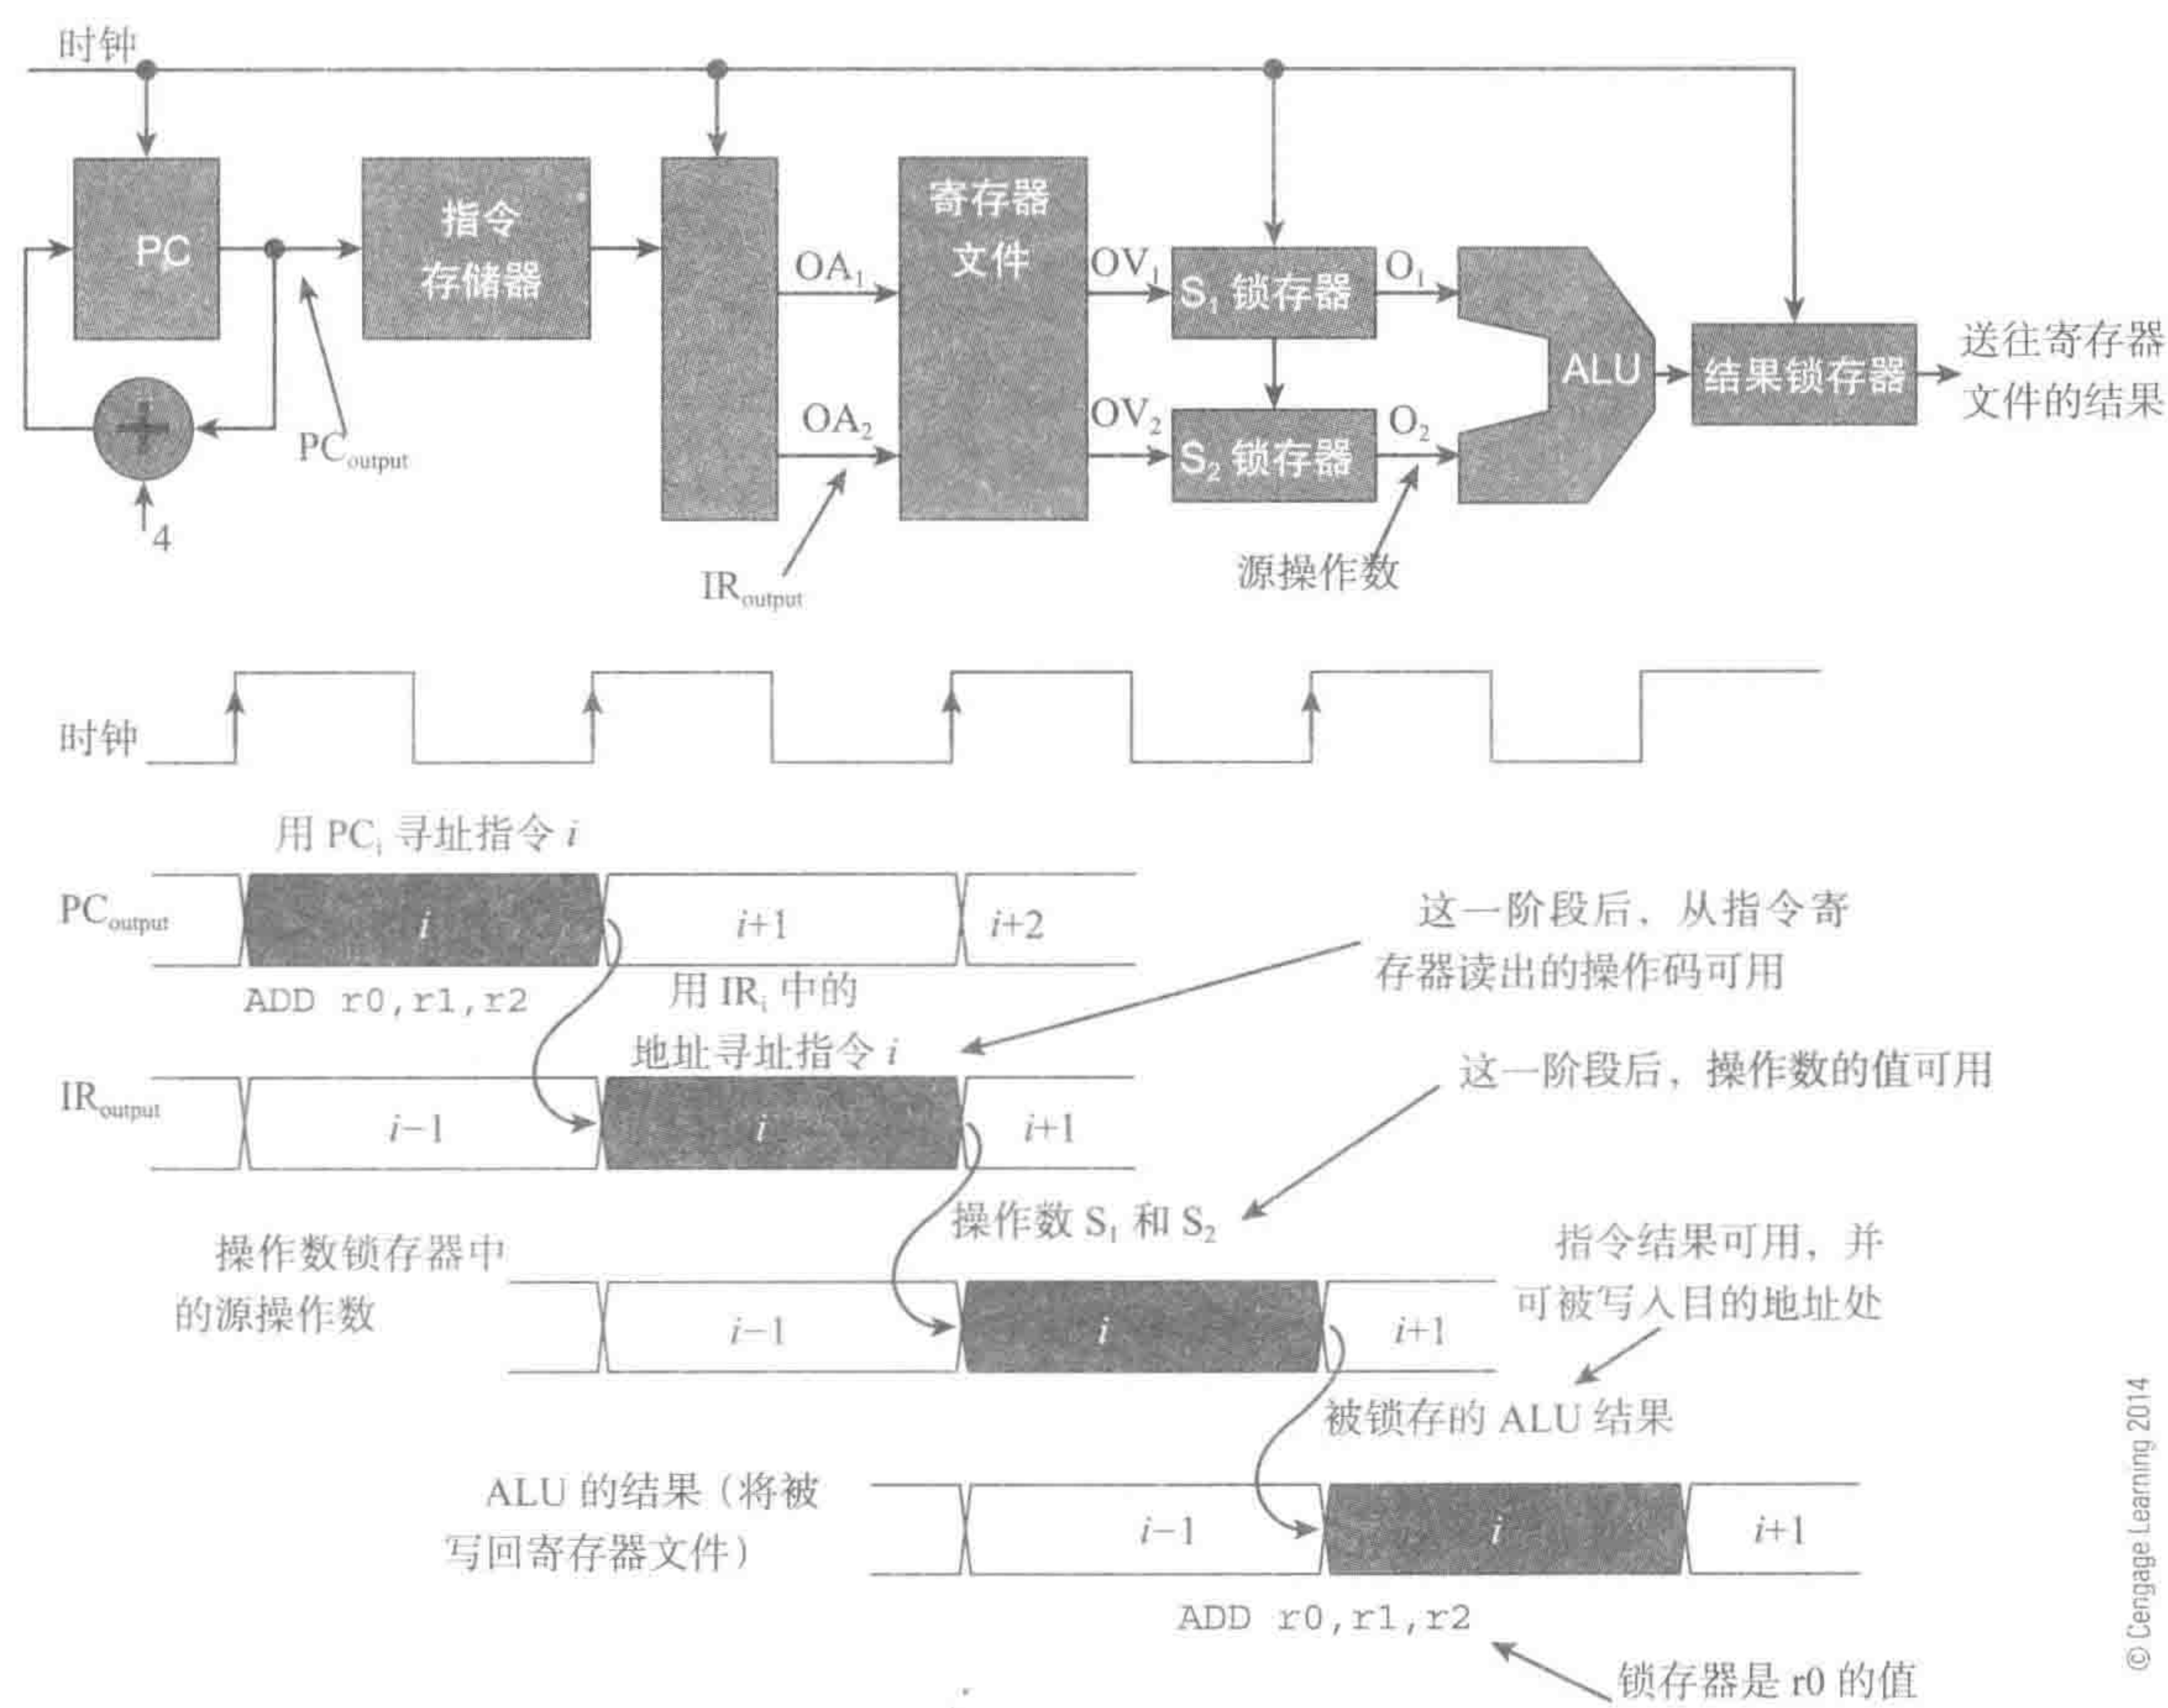 时钟
PC
指令
存储器
寄存器
文件
OA₁
OA₂
OV₁
OV₂
S₁ 锁存器
S₂ 锁存器
O₁
O₂
ALU
结果锁存器
送往寄存器
文件的结果
PCoutput
4
IRoutput
源操作数
时钟
用 PCᵢ 寻址指令 i
PCoutput
i
i+1
i+2
这一阶段后，从指令寄
存器读出的操作码可用
ADD r0,r1,r2
用 IRᵢ 中的
地址寻址指令 i
这一阶段后，操作数的值可用
IRoutput
i−1
i
i+1
操作数 S₁ 和 S₂
操作数锁存器中
的源操作数
i−1
i
i+1
指令结果可用，并
可被写入目的地址处
被锁存的 ALU 结果
ALU 的结果（将被
写回寄存器文件）
i−1
i
i+1
ADD r0,r1,r2
锁存器是 r0 的值
© Cengage Learning 2014